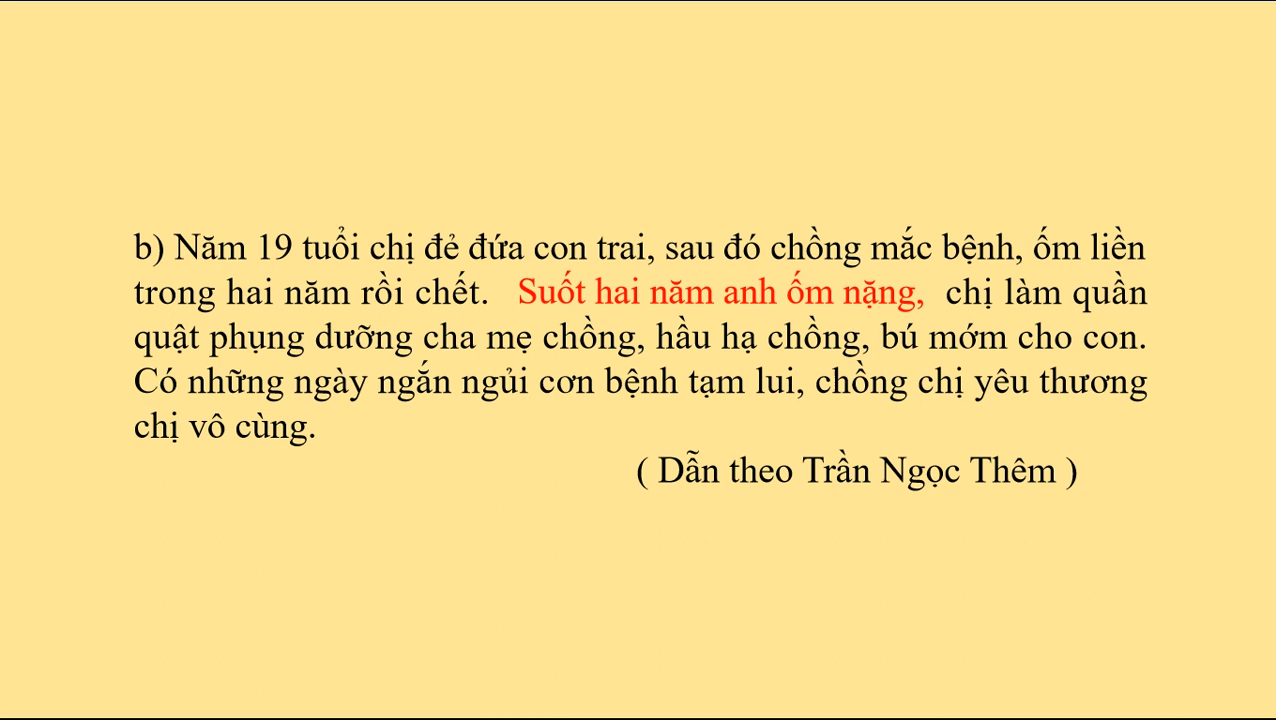 b) Năm 19 tuổi chị đẻ đứa con trai, sau đó chồng mắc bệnh, ốm liền
trong hai năm rồi chết. Suốt hai năm anh ốm nặng, chị làm quần
quật phụng dưỡng cha mẹ chồng, hầu hạ chồng, bú mớm cho con.
Có những ngày ngắn ngủi cơn bệnh tạm lui, chồng chị yêu thương
chị vô cùng.
( Dẫn theo Trần Ngọc Thêm )